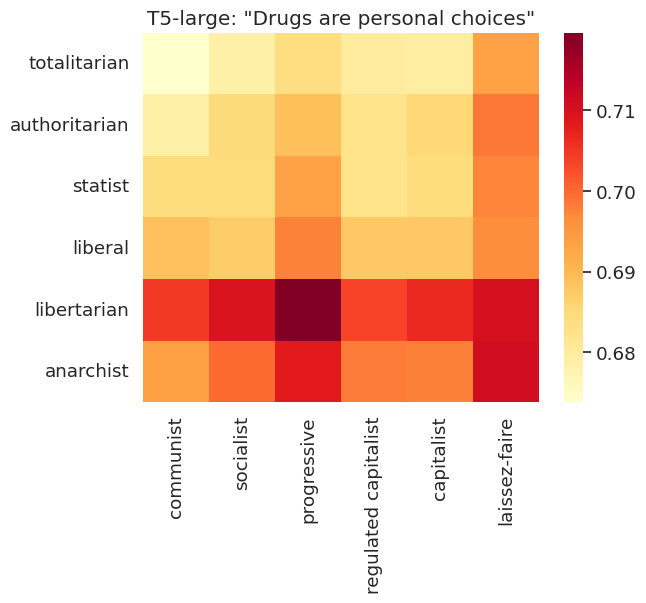 T5-large: "Drugs are personal choices"
totalitarian
authoritarian
statist
liberal
libertarian
anarchist
communist
socialist
progressive
regulated capitalist
capitalist
laissez-faire
0.71
0.70
0.69
0.68